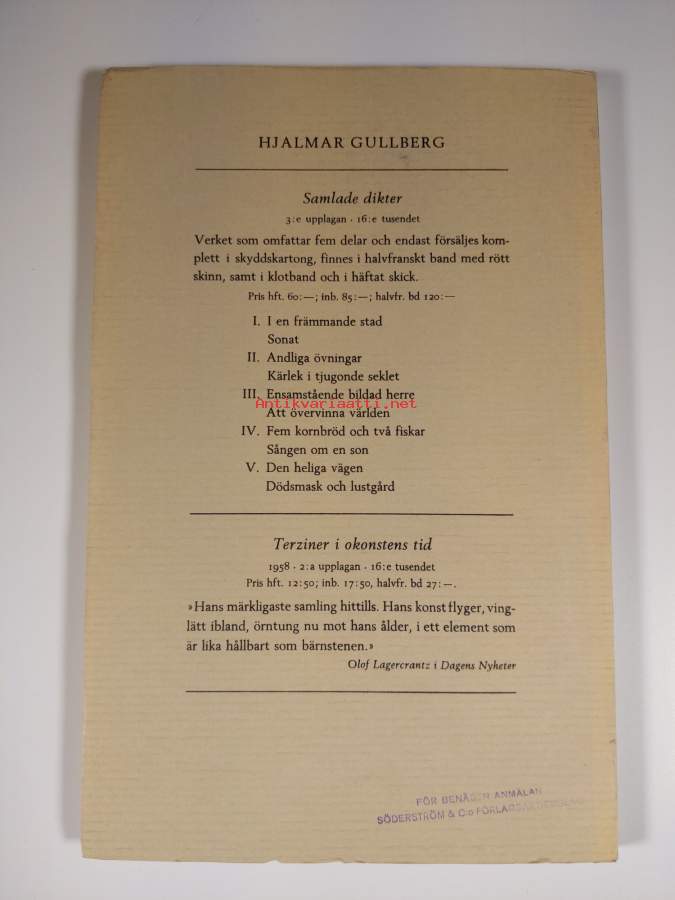 HJALMAR GULLBERG
Samlade dikter
3:e upplagan · 16:e tusendet
Verket som omfattar fem delar och endast försäljes kom-
plett i skyddskartong, finnes i halvfranskt band med rött
skinn, samt i klotband och i häftat skick.
Pris hft. 60:—; inb. 85:—; halvfr. bd 120:—
I. I en främmande stad
Sonat
II. Andliga övningar
Kärlek i tjugonde seklet
III. Ensamstående bildad herre
Antikvariaatti.net
Att övervinna världen
IV. Fem kornbröd och två fiskar
Sången om en son
V. Den heliga vägen
Dödsmask och lustgård
Terziner i okonstens tid
1958 · 2:a upplagan · 16:e tusendet
Pris hft. 12:50; inb. 17:50, halvfr. bd 27:—.
»Hans märkligaste samling hittills. Hans konst flyger, ving-
lätt ibland, örntung nu mot hans ålder, i ett element som
är lika hållbart som bärnstenen.»
Olof Lagercrantz i Dagens Nyheter
FÖR BENÄGEN ANMÄLAN
SÖDERSTRÖM & C:o